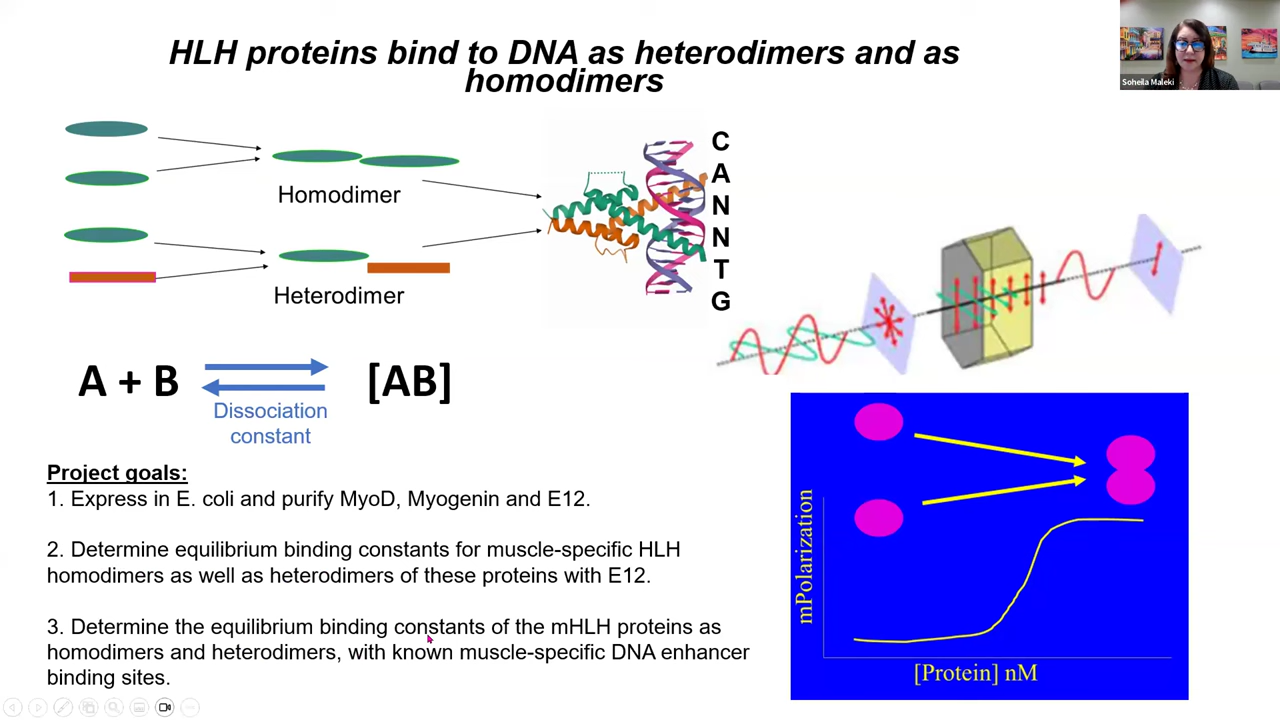 HLH proteins bind to DNA as heterodimers and as
homodimers
Soheila Maleki
Homodimer
Heterodimer
C
A
N
N
T
G
A + B
[AB]
Dissociation
constant
Project goals:
1. Express in E. coli and purify MyoD, Myogenin and E12.
2. Determine equilibrium binding constants for muscle-specific HLH
homodimers as well as heterodimers of these proteins with E12.
3. Determine the equilibrium binding constants of the mHLH proteins as
homodimers and heterodimers, with known muscle-specific DNA enhancer
binding sites.
mPolarization
[Protein] nM